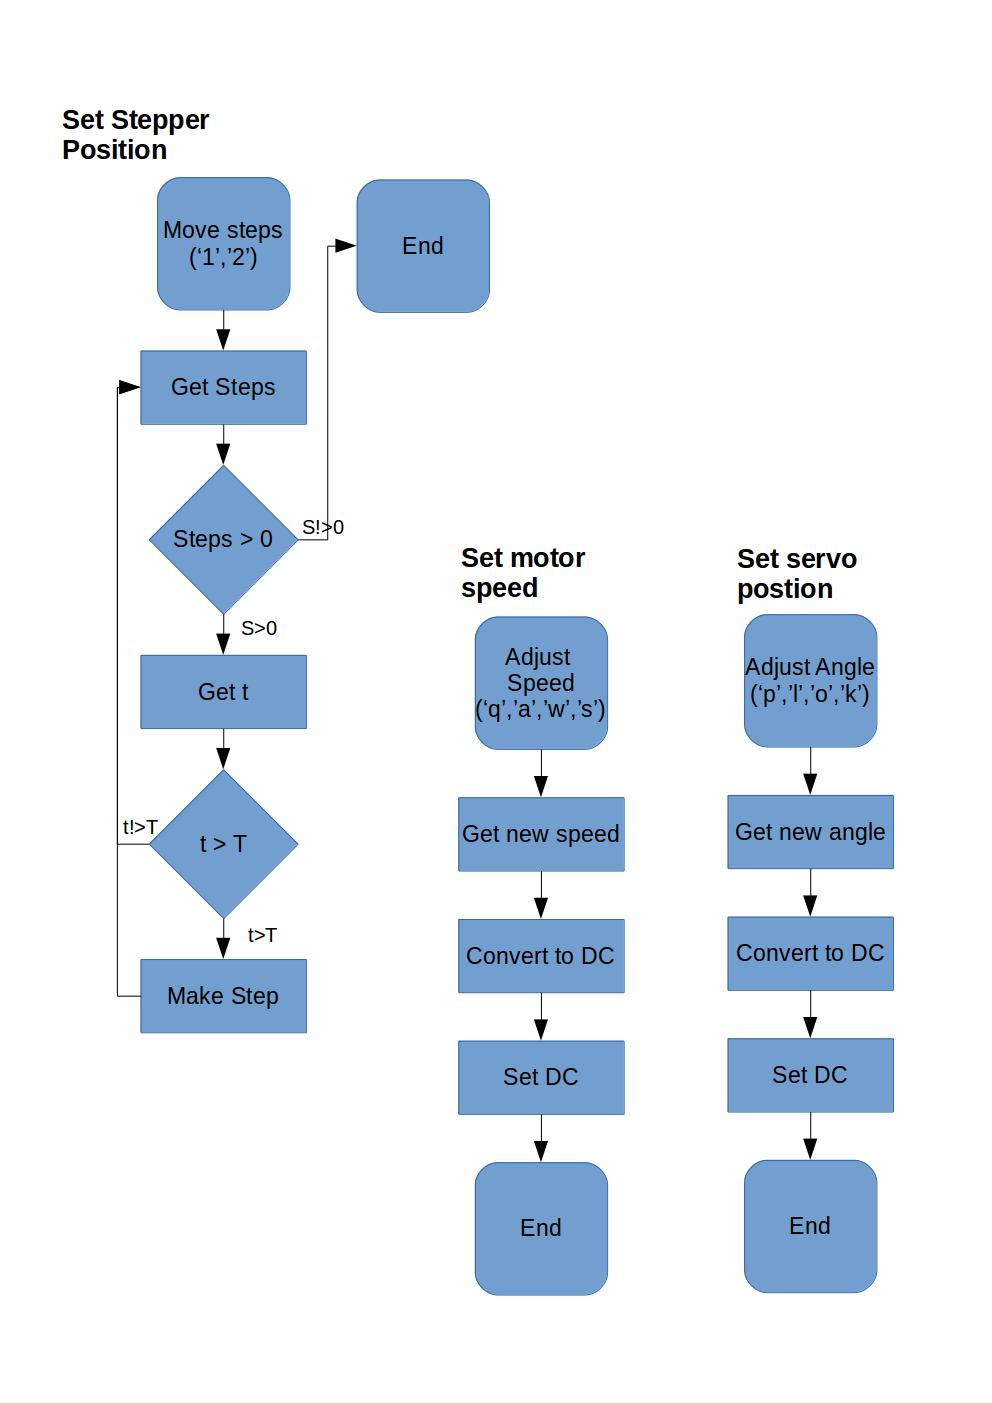 Set Stepper
Position
Move steps
(‘1’,’2’)
End
Get Steps
Steps > 0
S!>0
S>0
Get t
t!>T
t > T
t>T
Make Step
Set motor
speed
Adjust
Speed
(‘q’,’a’,’w’,’s’)
Get new speed
Convert to DC
Set DC
End
Set servo
postion
Adjust Angle
(‘p’,’l’,’o’,’k’)
Get new angle
Convert to DC
Set DC
End